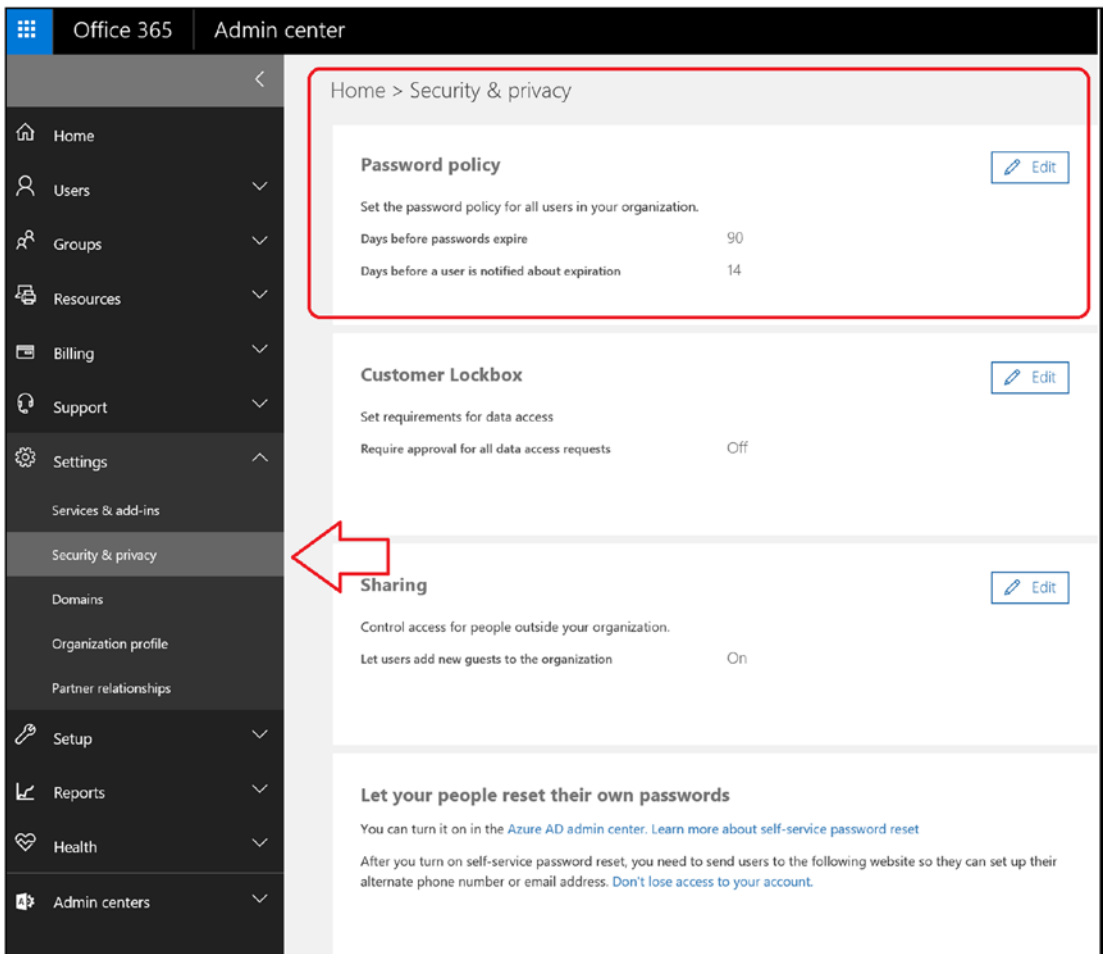 Office 365
Admin center
Home > Security & privacy
Home
Users
Groups
Resources
Billing
Support
Settings
Services & add-ins
Security & privacy
Domains
Organization profile
Partner relationships
Setup
Reports
Health
Admin centers
Password policy
Edit
Set the password policy for all users in your organization.
Days before passwords expire 90
Days before a user is notified about expiration 14
Customer Lockbox
Edit
Set requirements for data access
Require approval for all data access requests Off
Sharing
Edit
Control access for people outside your organization.
Let users add new guests to the organization On
Let your people reset their own passwords
You can turn it on in the Azure AD admin center. Learn more about self-service password reset
After you turn on self-service password reset, you need to send users to the following website so they can set up their
alternate phone number or email address. Don't lose access to your account.